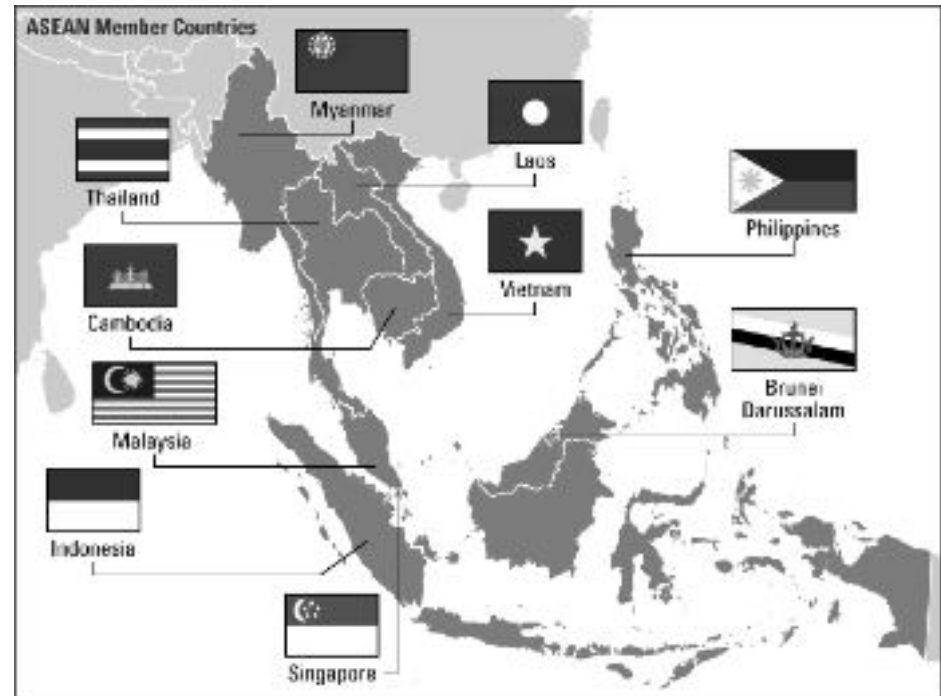 ASEAN Member Countries
Myanmar
Laos
Thailand
Philippines
Vietnam
Cambodia
Brunei
Darussalam
Malaysia
Indonesia
Singapore